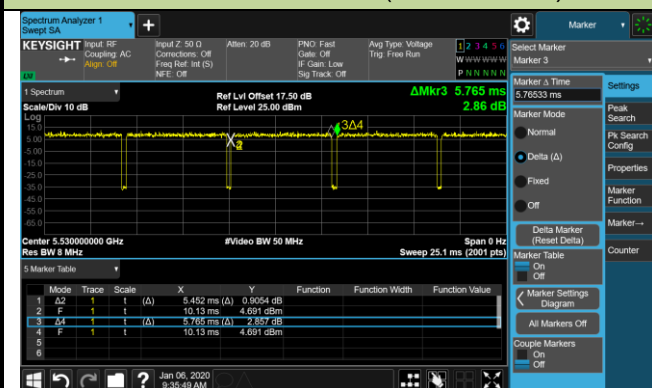 Spectrum Analyzer 1
Swept SA
+
Marker
KEYSIGHT
Input: RF
Coupling: AC
Align: Off
Input Z: 50 Ω
Corrections: Off
Freq Ref: Int (S)
NFE: Off
Atten: 20 dB
PNO: Fast
Gate: Off
IF Gain: Low
Sig Track: Off
Avg Type: Voltage
Trig: Free Run
1 2 3 4 5 6
W W W W W W
P N N N N N
LW
Select Marker
Marker 3
Marker Δ Time
5.76533 ms
Settings
Peak Search
Pk Search Config
Properties
Marker Function
Marker→
Counter
Marker Mode
Normal
Delta (Δ)
Fixed
Off
Delta Marker
(Reset Delta)
Marker Table
On
Off
Marker Settings
Diagram
All Markers Off
Couple Markers
On
Off
1 Spectrum
Scale/Div 10 dB
Ref Lvl Offset 17.50 dB
Ref Level 25.00 dBm
ΔMkr3 5.765 ms
2.86 dB
Log
15.0
5.00
-5.00
-15.0
-25.0
-35.0
-45.0
-55.0
-65.0
3Δ4
Center 5.530000000 GHz
Res BW 8 MHz
#Video BW 50 MHz
Span 0 Hz
Sweep 25.1 ms (2001 pts)
5 Marker Table
Mode Trace Scale X Y Function Function Width Function Value
1 Δ2 1 t (Δ) 5.452 ms (Δ) 0.9054 dB
2 F 1 t 10.13 ms 4.691 dBm
3 Δ4 1 t (Δ) 5.765 ms (Δ) 2.857 dB
4 F 1 t 10.13 ms 4.691 dBm
5
6
?
Jan 06, 2020
9:35:49 AM